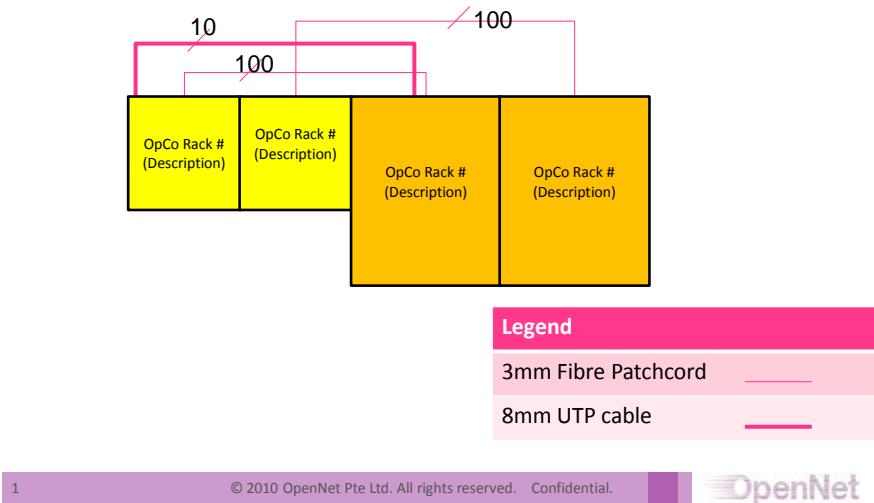 10
100
100
OpCo Rack #
(Description)
OpCo Rack #
(Description)
OpCo Rack #
(Description)
OpCo Rack #
(Description)
Legend
3mm Fibre Patchcord
8mm UTP cable
1
© 2010 OpenNet Pte Ltd. All rights reserved. Confidential.
OpenNet